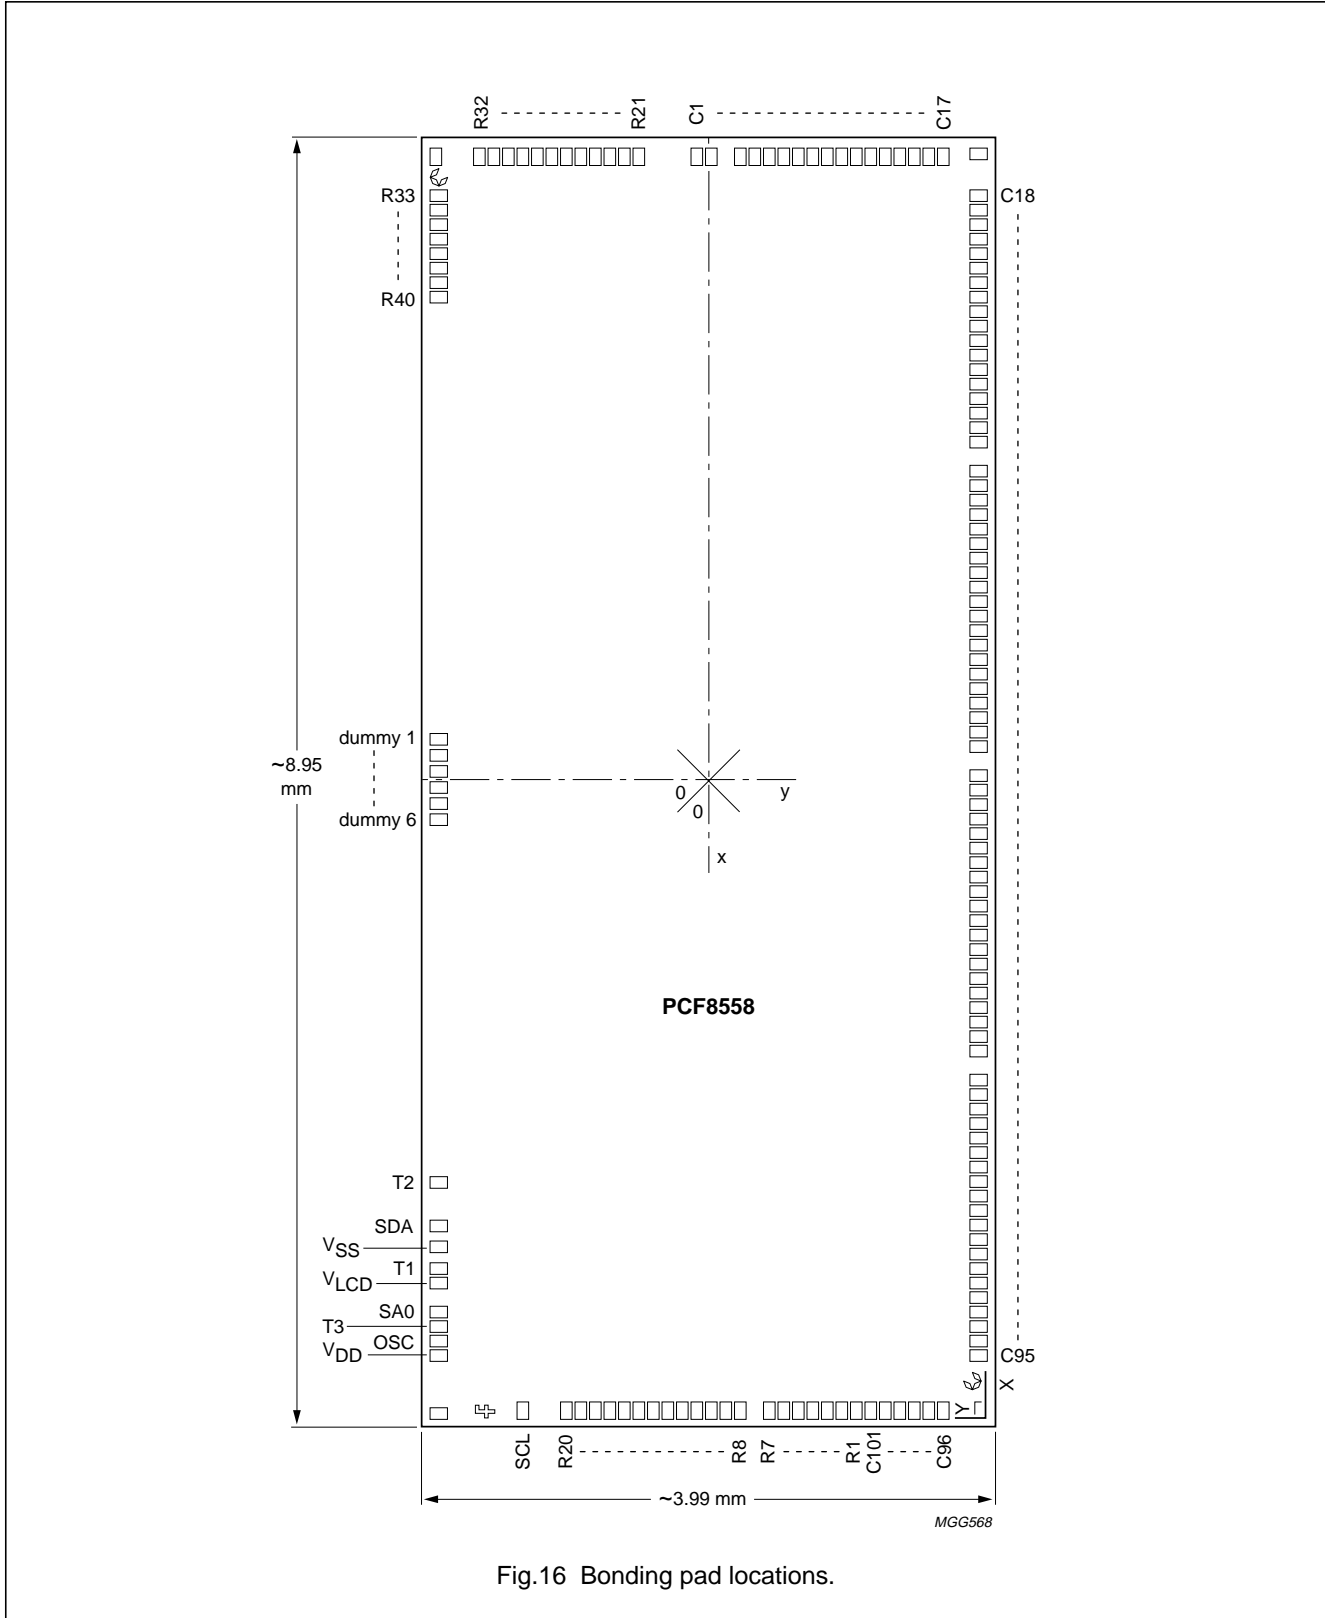 R32
R21
C1
C17
R33
C18
R40
dummy 1
~8.95
mm
0
y
dummy 6
0
x
PCF8558
T2
SDA
VSS
T1
VLCD
SA0
T3
OSC
VDD
C95
X
Y
SCL
R20
R8
R7
R1
C101
C96
~3.99 mm
MGG568
Fig.16 Bonding pad locations.